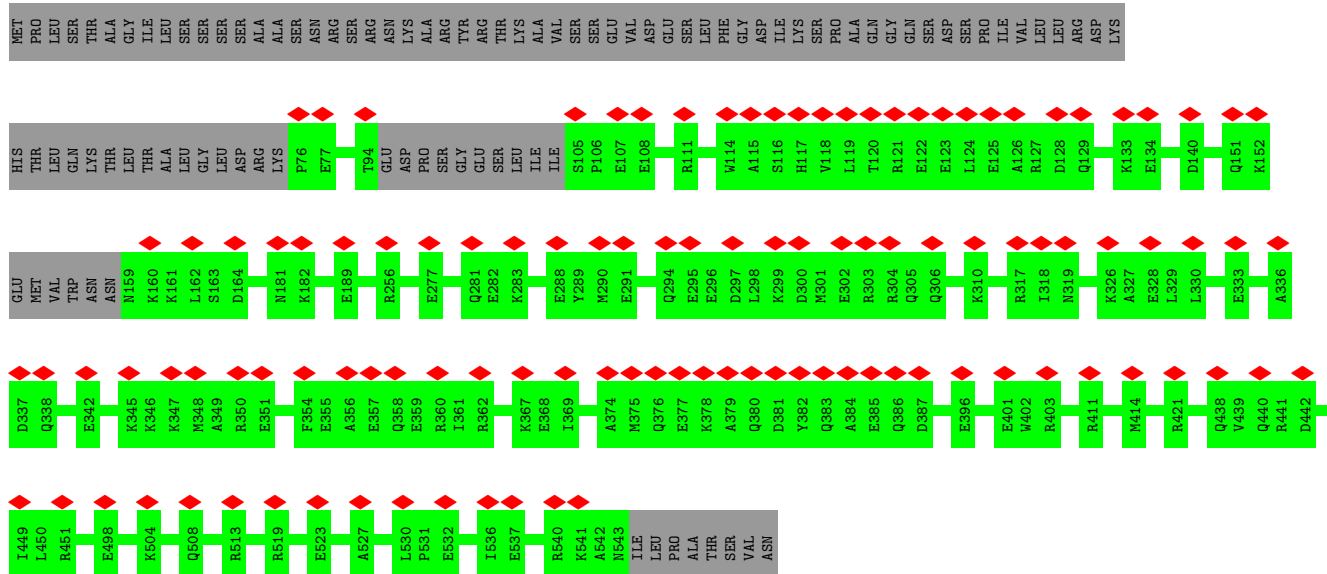 MET PRO LEU SER THR ALA GLY ILE LEU SER SER SER SER ALA ALA SER ASN ARG SER ARG ASN LYS ALA ARG TYR ARG THR LYS ALA VAL SER SER GLU VAL ASP GLU SER LEU PHE GLY ASP ILE LYS SER PRO ALA GLN GLY GLN SER ASP SER PRO ILE VAL LEU LEU ARG ASP LYS
HIS THR LEU GLN LYS THR LEU THR ALA LEU GLY LEU ASP ARG LYS P76 E77 T94 GLU ASP PRO SER GLY GLU SER LEU ILE ILE S105 P106 E107 E108 R111 W114 A115 S116 H117 V118 L119 T120 R121 E122 E123 L124 E125 A126 R127 D128 Q129 K133 E134 D140 Q151 K152
GLU MET VAL TRP ASN ASN N159 K160 K161 L162 S163 D164 N181 K182 E189 R256 E277 Q281 E282 K283 E288 Y289 M290 E291 Q294 E295 E296 D297 L298 K299 D300 M301 E302 R303 R304 Q305 Q306 K310 R317 I318 N319 K326 A327 E328 L329 L330 E333 A336
D337 Q338 E342 K345 K346 K347 M348 A349 R350 E351 F354 E355 A356 E357 Q358 E359 R360 I361 R362 K367 E368 I369 A374 M375 Q376 E377 K378 A379 Q380 D381 Y382 Q383 A384 E385 Q386 D387 E396 E401 W402 R403 R411 M414 R421 Q438 V439 Q440 R441 D442
I449 L450 R451 E498 K504 Q508 R513 R519 E523 A527 L530 P531 E532 I536 E537 R540 K541 A542 N543 ILE LEU PRO ALA THR SER VAL ASN